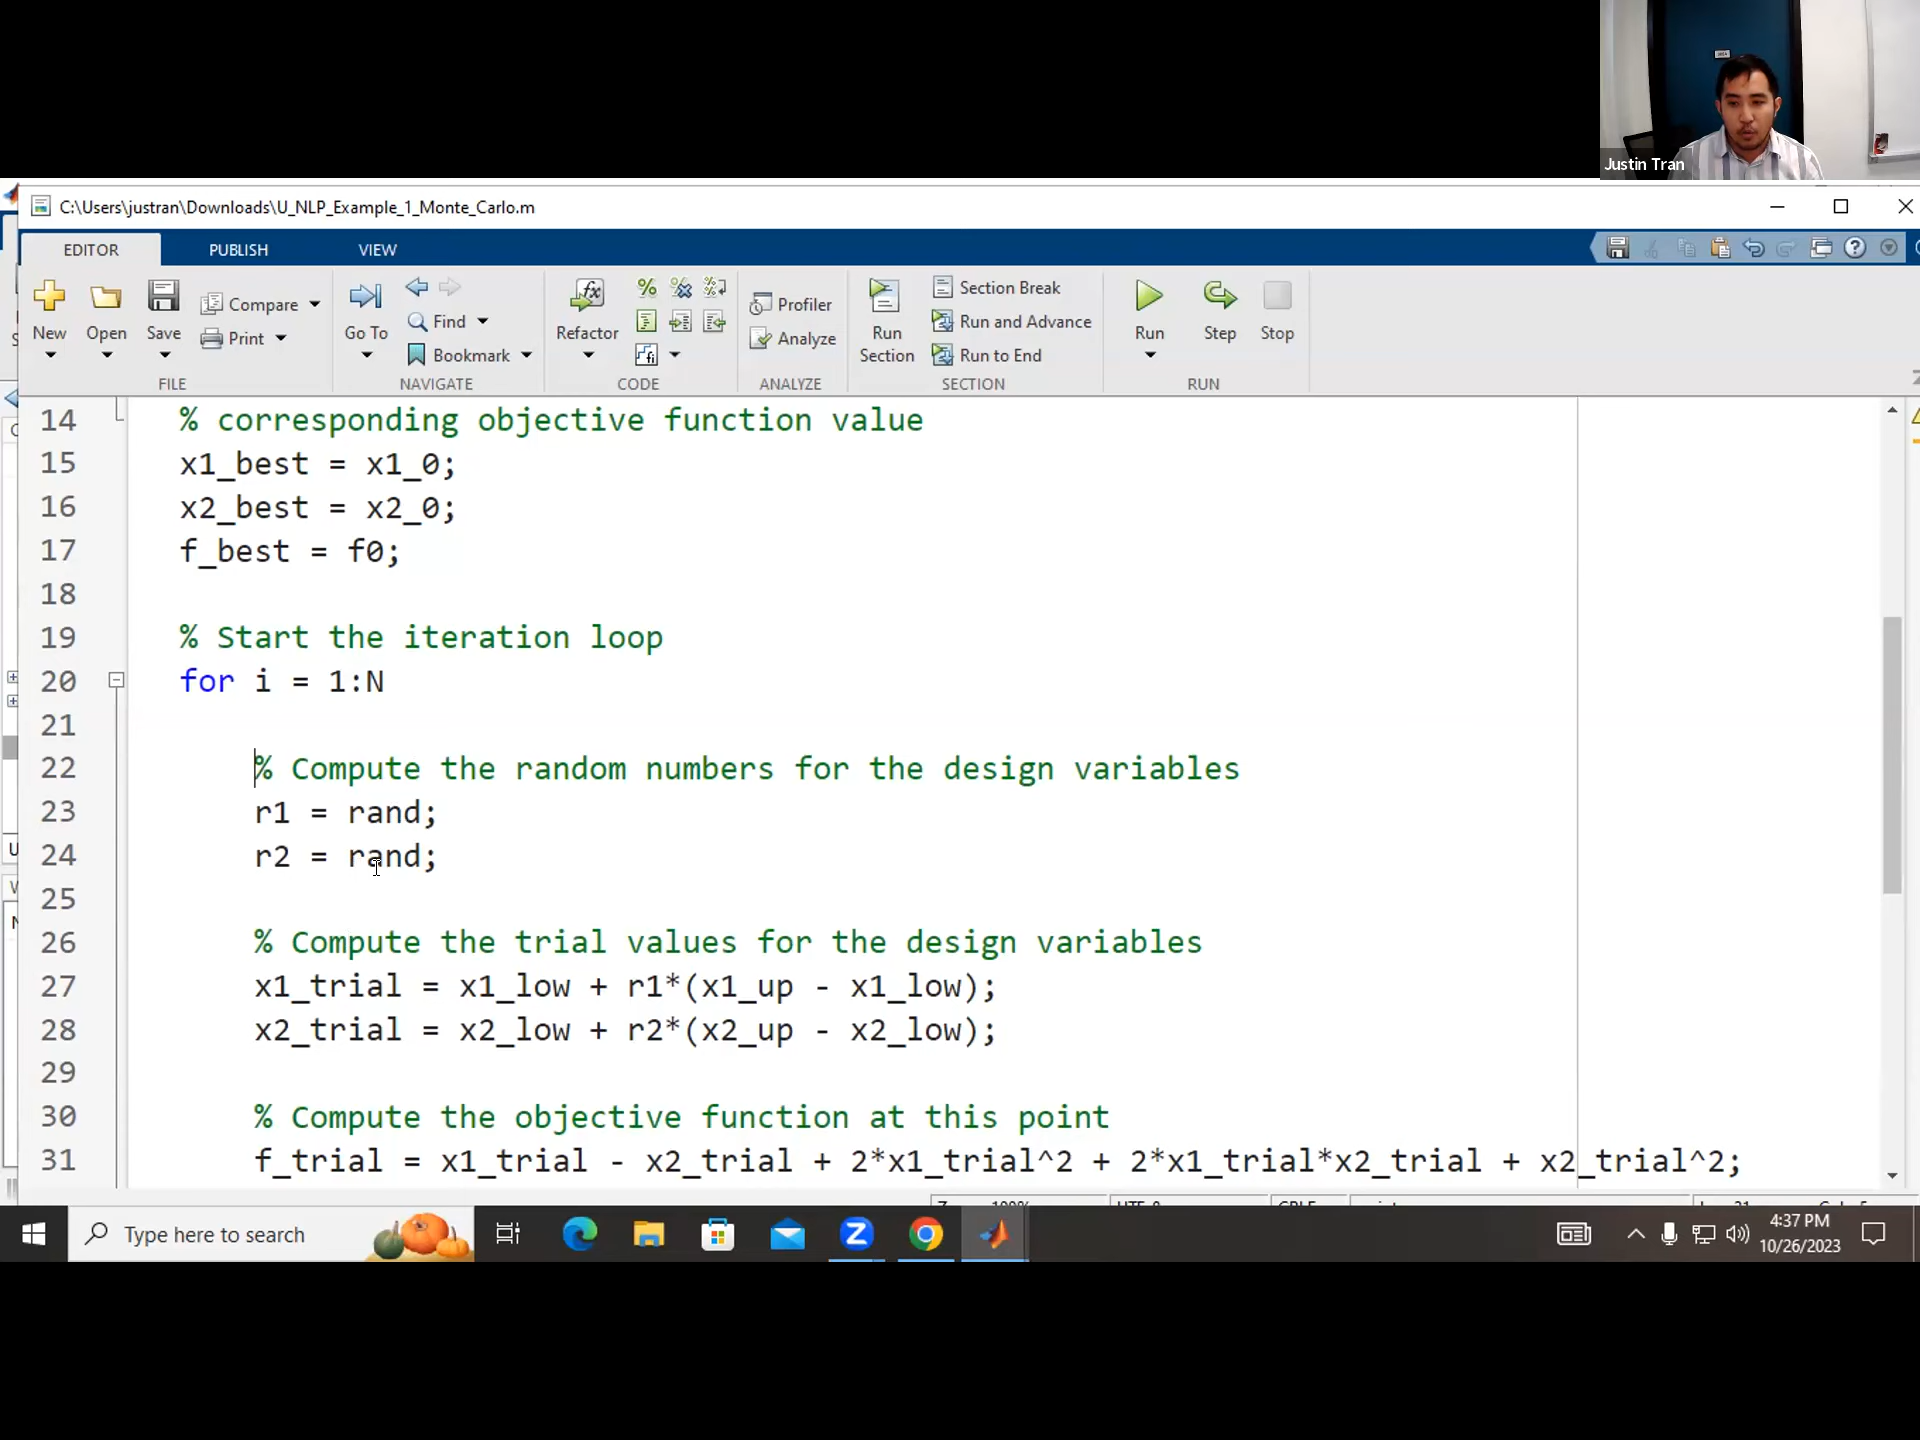 Justin Tran
C:\Users\justran\Downloads\U_NLP_Example_1_Monte_Carlo.m
EDITOR PUBLISH VIEW
New Open Save Compare Print
FILE
Go To Find Bookmark
NAVIGATE
Refactor
CODE
Profiler
Analyze
ANALYZE
Run Section
Section Break
Run and Advance
Run to End
SECTION
Run Step Stop
RUN
14 % corresponding objective function value
15 x1_best = x1_0;
16 x2_best = x2_0;
17 f_best = f0;
18
19 % Start the iteration loop
20 for i = 1:N
21
22 % Compute the random numbers for the design variables
23 r1 = rand;
24 r2 = rand;
25
26 % Compute the trial values for the design variables
27 x1_trial = x1_low + r1*(x1_up - x1_low);
28 x2_trial = x2_low + r2*(x2_up - x2_low);
29
30 % Compute the objective function at this point
31 f_trial = x1_trial - x2_trial + 2*x1_trial^2 + 2*x1_trial*x2_trial + x2_trial^2;
Type here to search
4:37 PM
10/26/2023